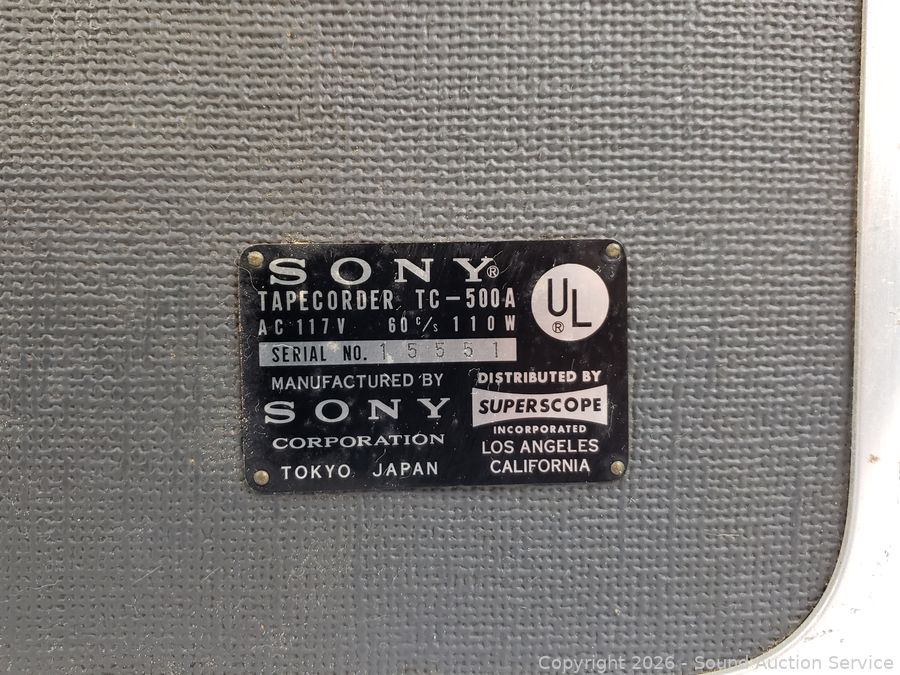 SONY®
TAPECORDER TC-500A
AC 117V 60 c/s 110W
UL®
SERIAL NO. 15551
MANUFACTURED BY
SONY
CORPORATION
TOKYO JAPAN
DISTRIBUTED BY
SUPERSCOPE
INCORPORATED
LOS ANGELES
CALIFORNIA
Copyright 2026 - Sound Auction Service